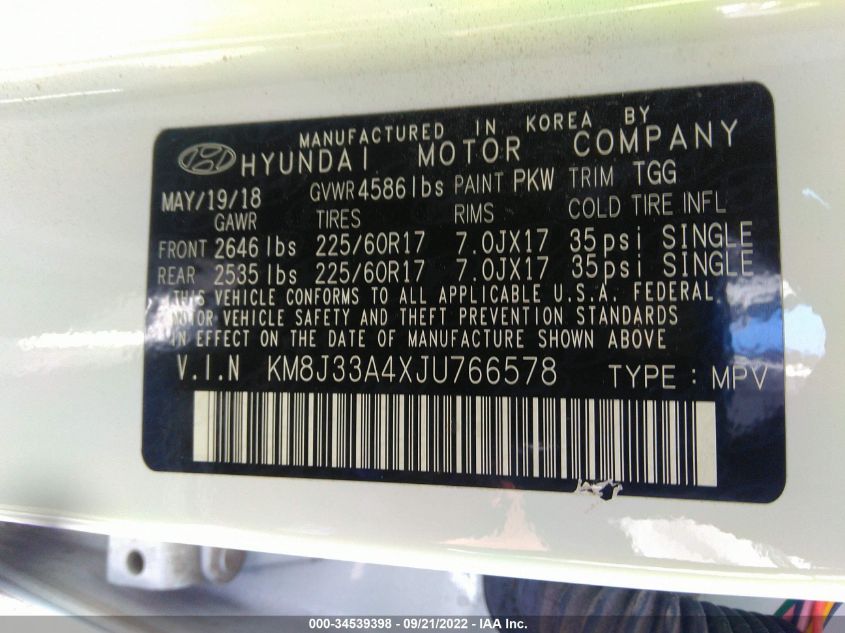 MANUFACTURED IN KOREA BY
HYUNDAI MOTOR COMPANY
MAY/19/18 GVWR 4586 lbs PAINT PKW TRIM TGG
GAWR TIRES RIMS COLD TIRE INFL
FRONT 2646 lbs 225/60R17 7.0JX17 35psi SINGLE
REAR 2535 lbs 225/60R17 7.0JX17 35psi SINGLE
THIS VEHICLE CONFORMS TO ALL APPLICABLE U.S.A. FEDERAL
MOTOR VEHICLE SAFETY AND THEFT PREVENTION STANDARDS
IN EFFECT ON THE DATE OF MANUFACTURE SHOWN ABOVE
V.I.N KM8J33A4XJU766578 TYPE : MPV
000-34539398 - 09/21/2022 - IAA Inc.